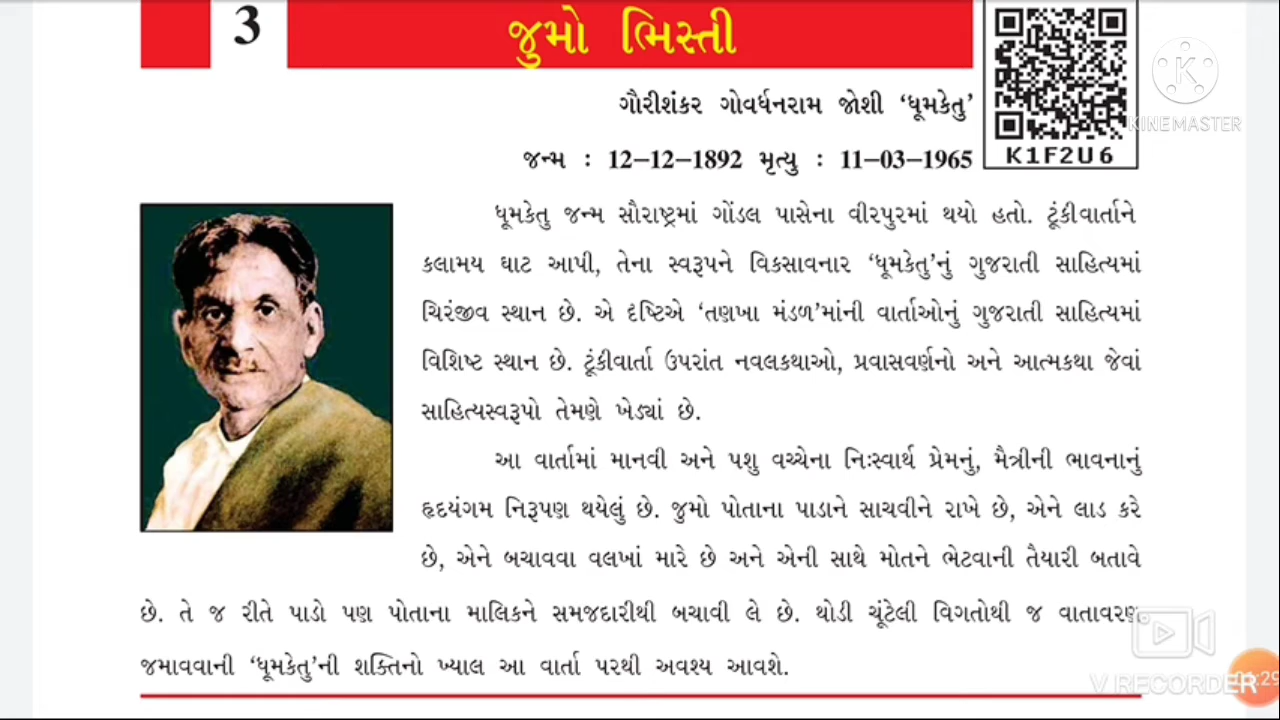 3
જુમો ભિસ્તી
ગૌરીશંકર ગોવર્ધનરામ જોશી ‘ધૂમકેતુ’
જન્મ : 12–12–1892 મૃત્યુ : 11–03–1965
K1F2U6
K
KINEMASTER
ધૂમકેતુ જન્મ સૌરાષ્ટ્રમાં ગોંડલ પાસેના વીરપુરમાં થયો હતો. ટૂંકીવાર્તાને
કલામય ઘાટ આપી, તેના સ્વરૂપને વિકસાવનાર ‘ધૂમકેતુ’નું ગુજરાતી સાહિત્યમાં
ચિરંજીવ સ્થાન છે. એ દૃષ્ટિએ ‘તણખા મંડળ’માંની વાર્તાઓનું ગુજરાતી સાહિત્યમાં
વિશિષ્ટ સ્થાન છે. ટૂંકીવાર્તા ઉપરાંત નવલકથાઓ, પ્રવાસવર્ણનો અને આત્મકથા જેવાં
સાહિત્યસ્વરૂપો તેમણે ખેડ્યાં છે.
આ વાર્તામાં માનવી અને પશુ વચ્ચેના નિઃસ્વાર્થ પ્રેમનું, મૈત્રીની ભાવનાનું
હૃદયંગમ નિરૂપણ થયેલું છે. જુમો પોતાના પાડાને સાચવીને રાખે છે, એને લાડ કરે
છે, એને બચાવવા વલખાં મારે છે અને એની સાથે મોતને ભેટવાની તૈયારી બતાવે
છે. તે જ રીતે પાડો પણ પોતાના માલિકને સમજદારીથી બચાવી લે છે. થોડી ચૂંટેલી વિગતોથી જ વાતાવરણ
જમાવવાની ‘ધૂમકેતુ’ની શક્તિનો ખ્યાલ આ વાર્તા પરથી અવશ્ય આવશે.
V RECORDER
01:29